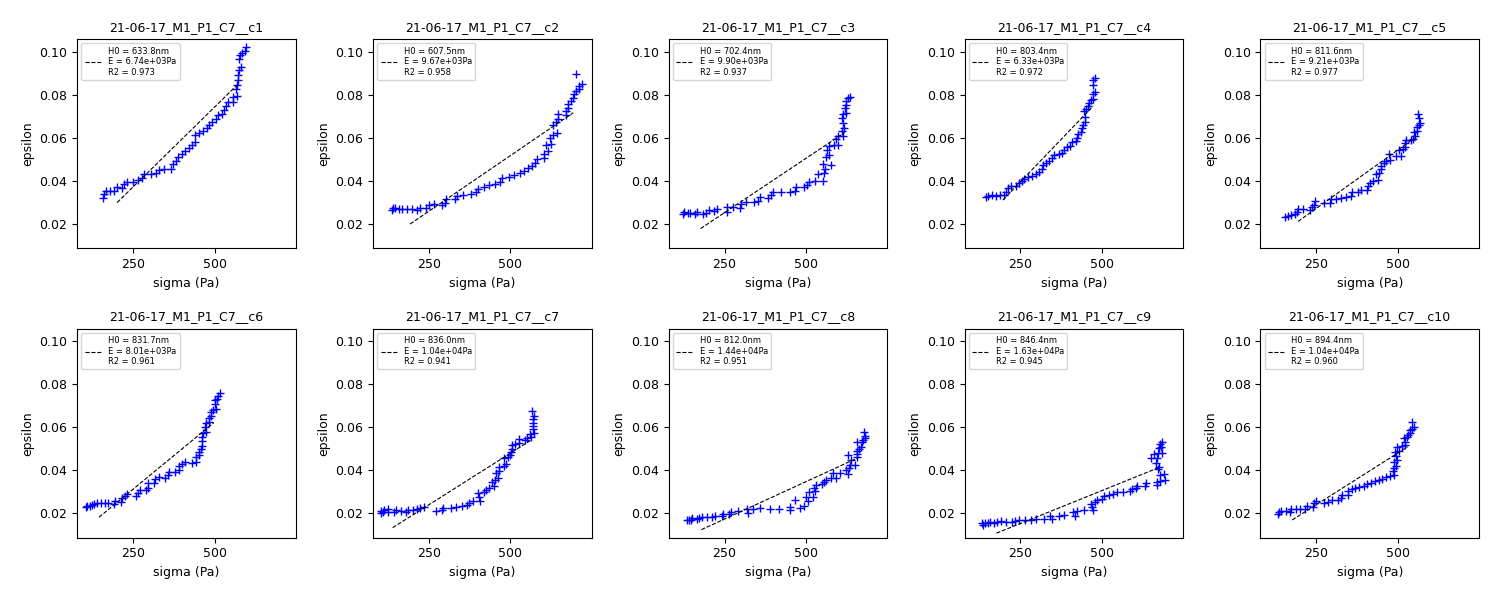 21-06-17_M1_P1_C7__c1
H0 = 633.8nm
E = 6.74e+03Pa
R2 = 0.973
0.10
0.08
0.06
0.04
0.02
epsilon
250
500
sigma (Pa)
21-06-17_M1_P1_C7__c2
H0 = 607.5nm
E = 9.67e+03Pa
R2 = 0.958
0.10
0.08
0.06
0.04
0.02
epsilon
250
500
sigma (Pa)
21-06-17_M1_P1_C7__c3
H0 = 702.4nm
E = 9.90e+03Pa
R2 = 0.937
0.10
0.08
0.06
0.04
0.02
epsilon
250
500
sigma (Pa)
21-06-17_M1_P1_C7__c4
H0 = 803.4nm
E = 6.33e+03Pa
R2 = 0.972
0.10
0.08
0.06
0.04
0.02
epsilon
250
500
sigma (Pa)
21-06-17_M1_P1_C7__c5
H0 = 811.6nm
E = 9.21e+03Pa
R2 = 0.977
0.10
0.08
0.06
0.04
0.02
epsilon
250
500
sigma (Pa)
21-06-17_M1_P1_C7__c6
H0 = 831.7nm
E = 8.01e+03Pa
R2 = 0.961
0.10
0.08
0.06
0.04
0.02
epsilon
250
500
sigma (Pa)
21-06-17_M1_P1_C7__c7
H0 = 836.0nm
E = 1.04e+04Pa
R2 = 0.941
0.10
0.08
0.06
0.04
0.02
epsilon
250
500
sigma (Pa)
21-06-17_M1_P1_C7__c8
H0 = 812.0nm
E = 1.44e+04Pa
R2 = 0.951
0.10
0.08
0.06
0.04
0.02
epsilon
250
500
sigma (Pa)
21-06-17_M1_P1_C7__c9
H0 = 846.4nm
E = 1.63e+04Pa
R2 = 0.945
0.10
0.08
0.06
0.04
0.02
epsilon
250
500
sigma (Pa)
21-06-17_M1_P1_C7__c10
H0 = 894.4nm
E = 1.04e+04Pa
R2 = 0.960
0.10
0.08
0.06
0.04
0.02
epsilon
250
500
sigma (Pa)